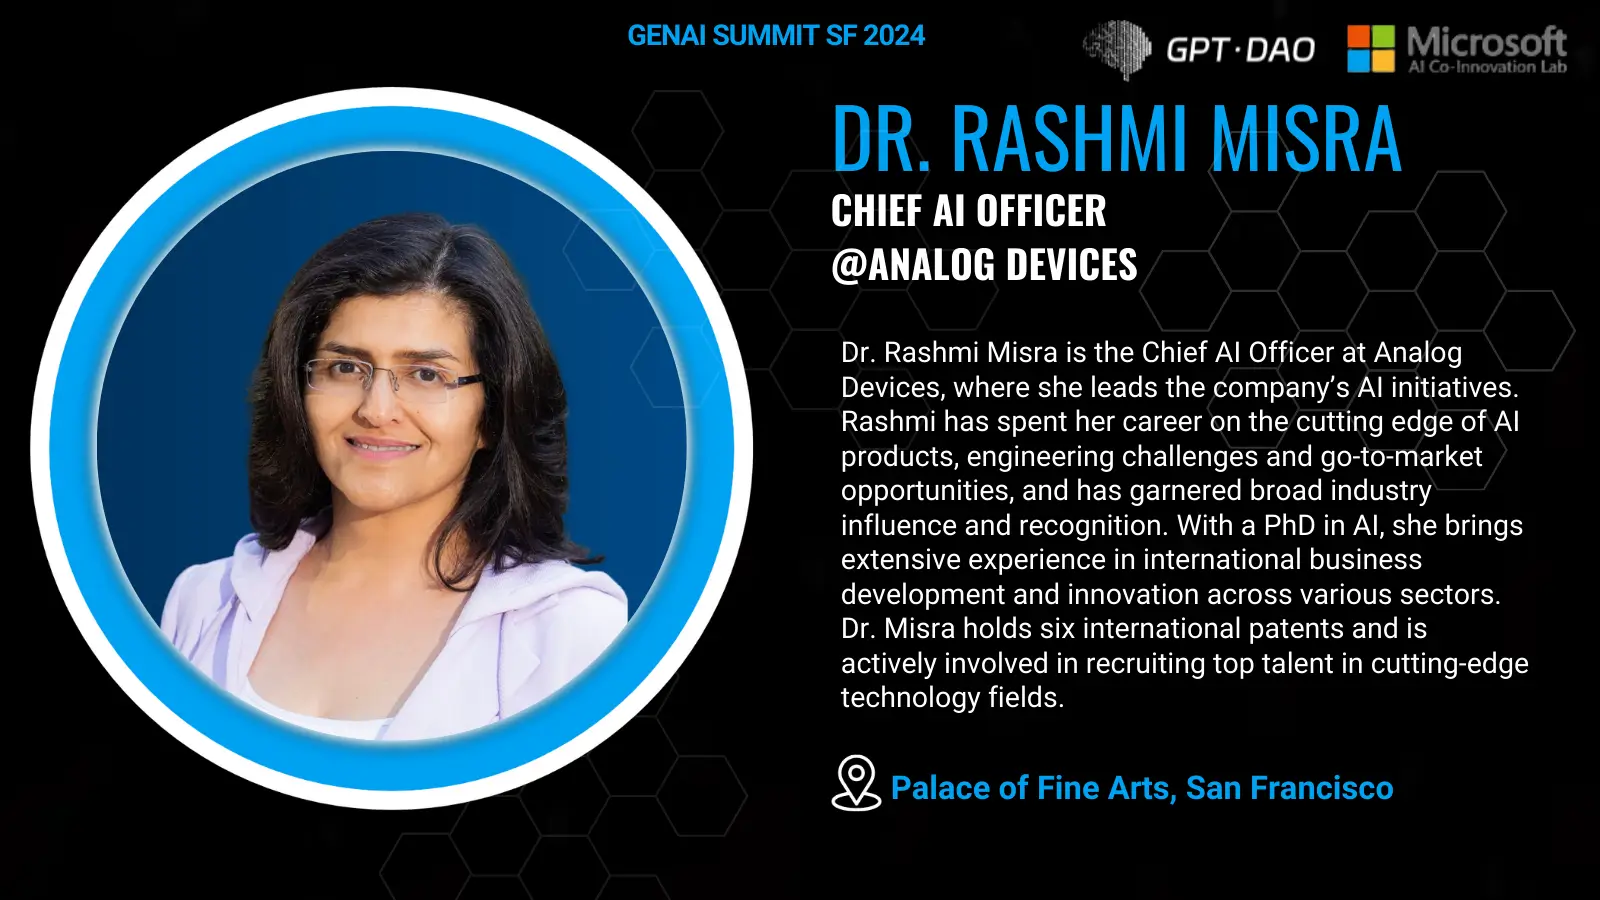 GENAI SUMMIT SF 2024
GPT·DAO
Microsoft
AI Co-Innovation Lab
DR. RASHMI MISRA
CHIEF AI OFFICER
@ANALOG DEVICES
Dr. Rashmi Misra is the Chief AI Officer at Analog
Devices, where she leads the company’s AI initiatives.
Rashmi has spent her career on the cutting edge of AI
products, engineering challenges and go-to-market
opportunities, and has garnered broad industry
influence and recognition. With a PhD in AI, she brings
extensive experience in international business
development and innovation across various sectors.
Dr. Misra holds six international patents and is
actively involved in recruiting top talent in cutting-edge
technology fields.
Palace of Fine Arts, San Francisco